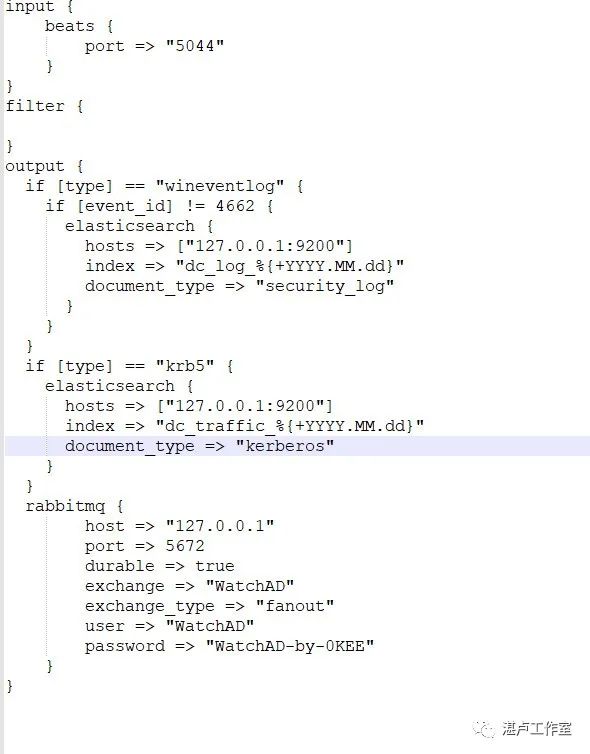 input {
    beats {
        port => "5044"
    }
}
filter {

}
output {
  if [type] == "wineventlog" {
    if [event_id] != 4662 {
      elasticsearch {
        hosts => ["127.0.0.1:9200"]
        index => "dc_log_%{+YYYY.MM.dd}"
        document_type => "security_log"
      }
    }
  }
  if [type] == "krb5" {
    elasticsearch {
      hosts => ["127.0.0.1:9200"]
      index => "dc_traffic_%{+YYYY.MM.dd}"
      document_type => "kerberos"
    }
  }
  rabbitmq {
        host => "127.0.0.1"
        port => 5672
        durable => true
        exchange => "WatchAD"
        exchange_type => "fanout"
        user => "WatchAD"
        password => "WatchAD-by-0KEE"
    }
}
湛卢工作室